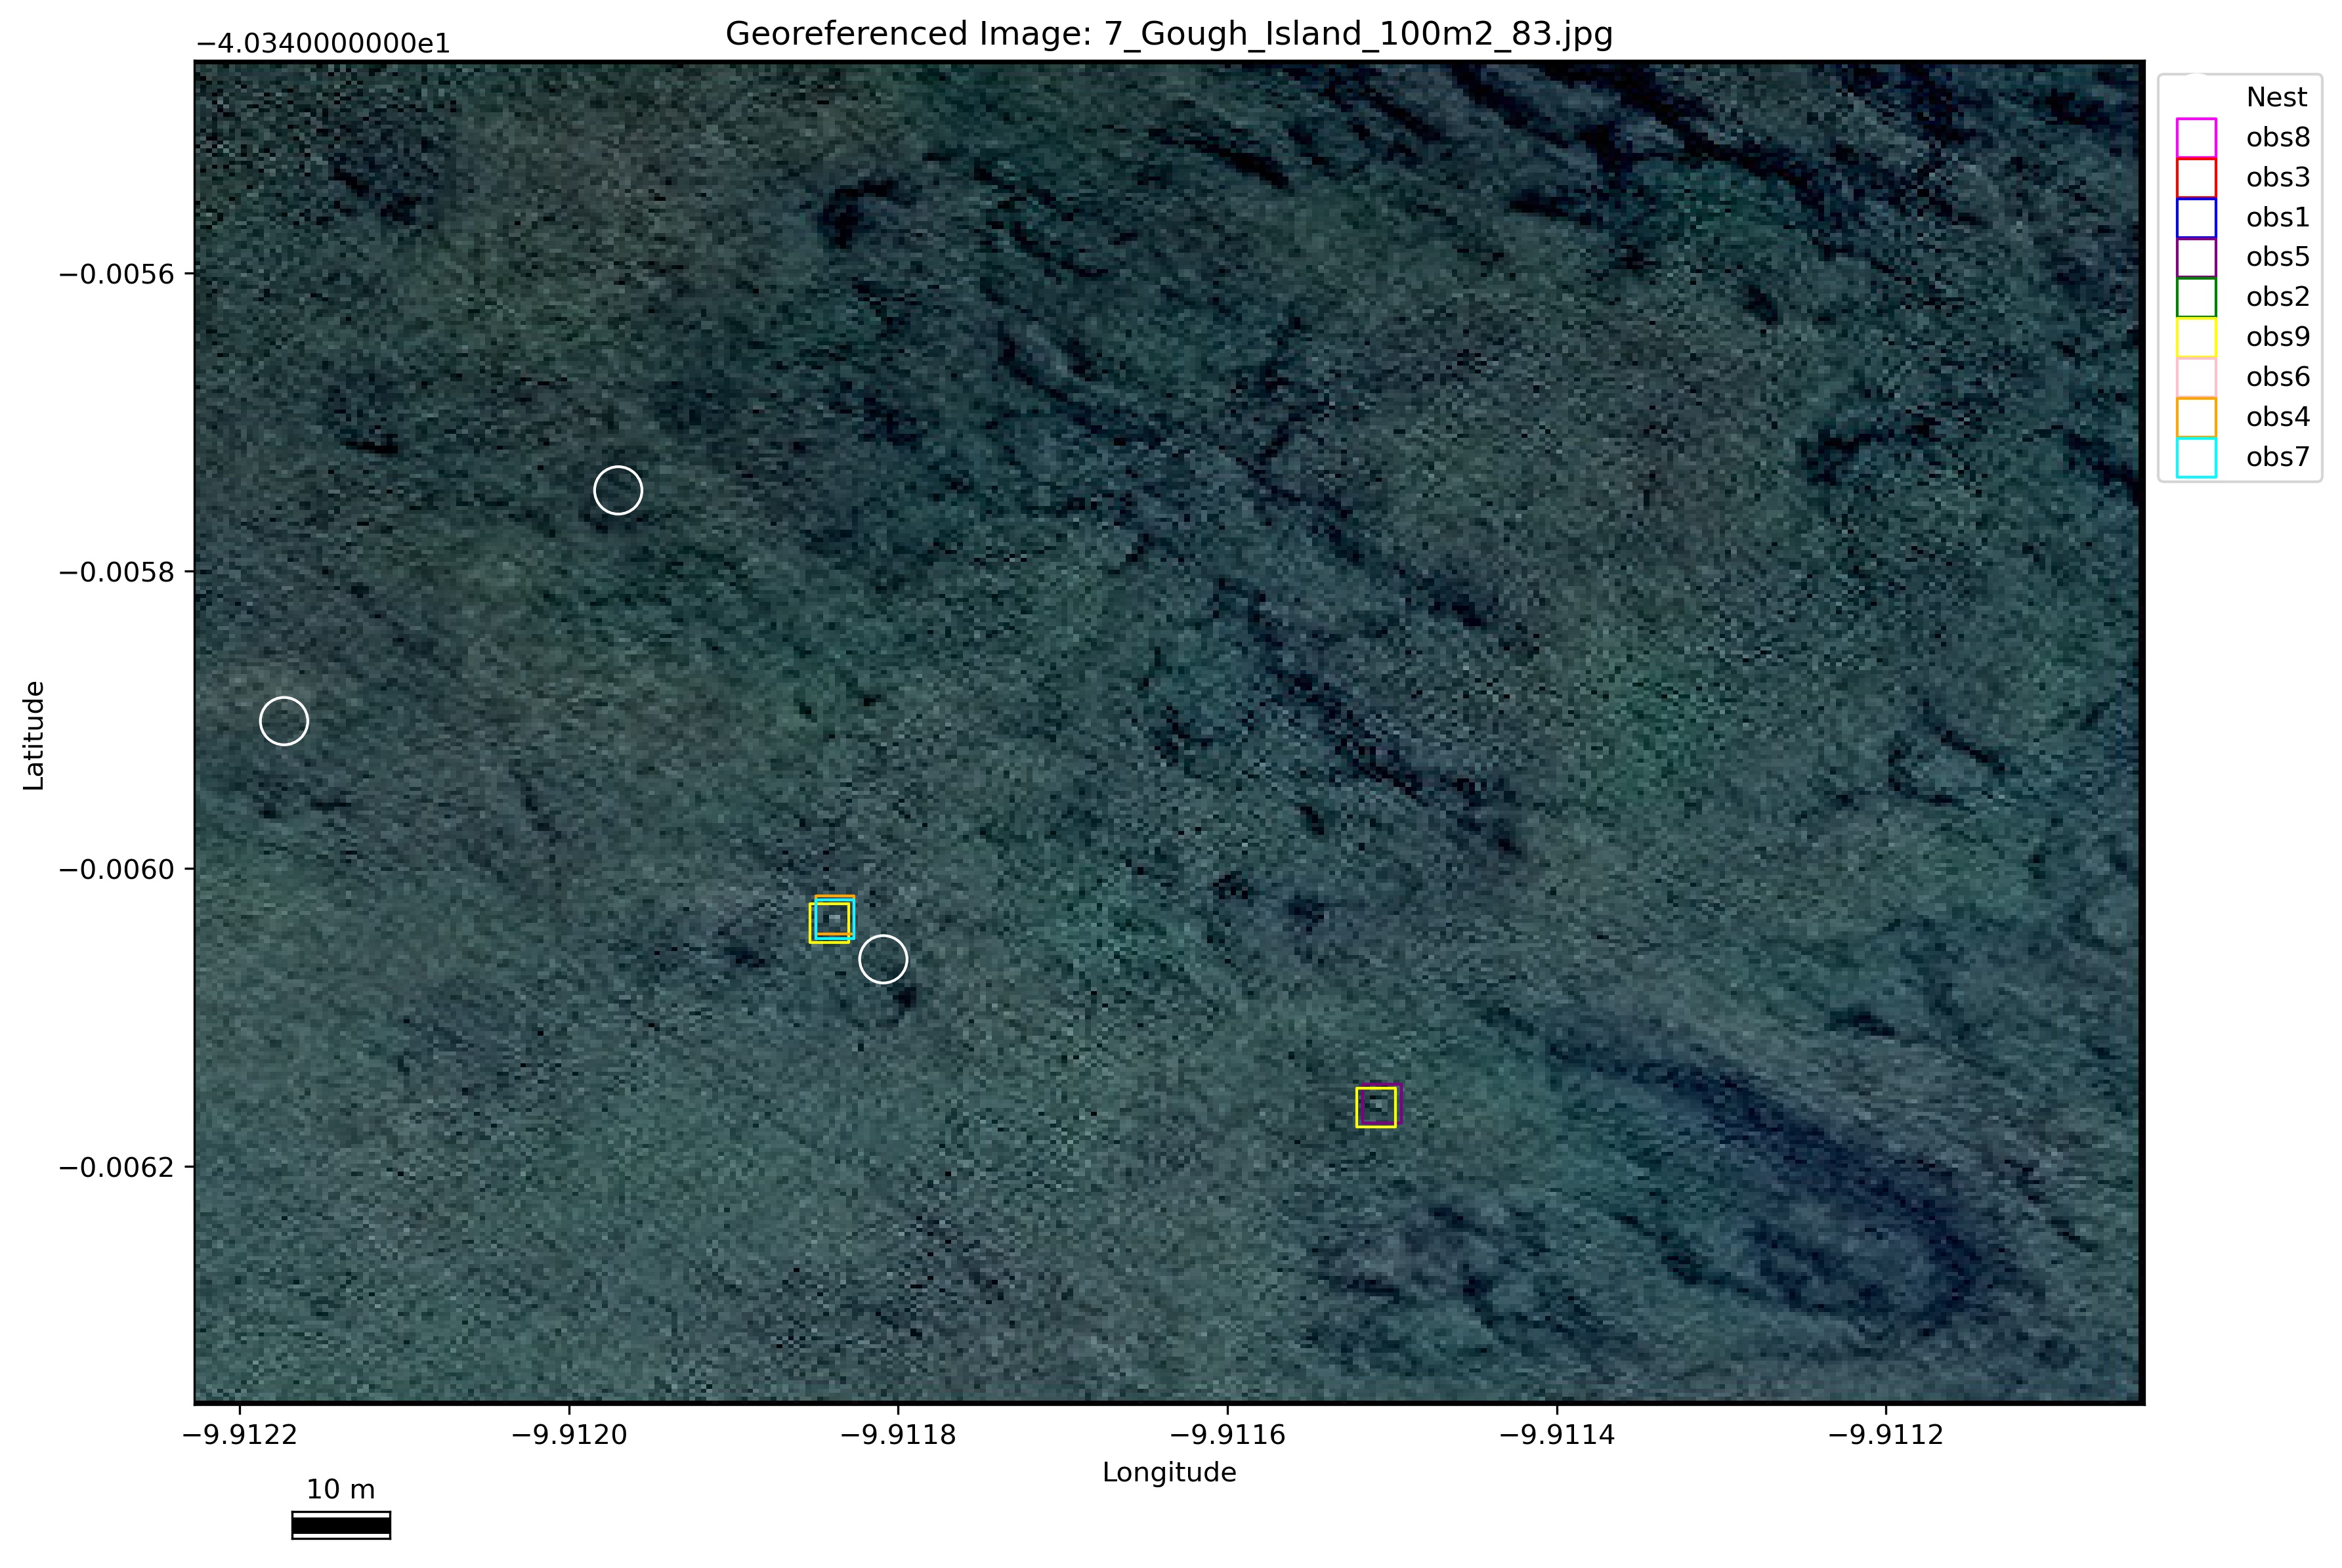 Georeferenced Image: 7_Gough_Island_100m2_83.jpg
−4.0340000000e1
Nest
obs8
obs3
obs1
obs5
obs2
obs9
obs6
obs4
obs7
−0.0056
−0.0058
−0.0060
−0.0062
Latitude
−9.9122
−9.9120
−9.9118
−9.9116
−9.9114
−9.9112
Longitude
10 m